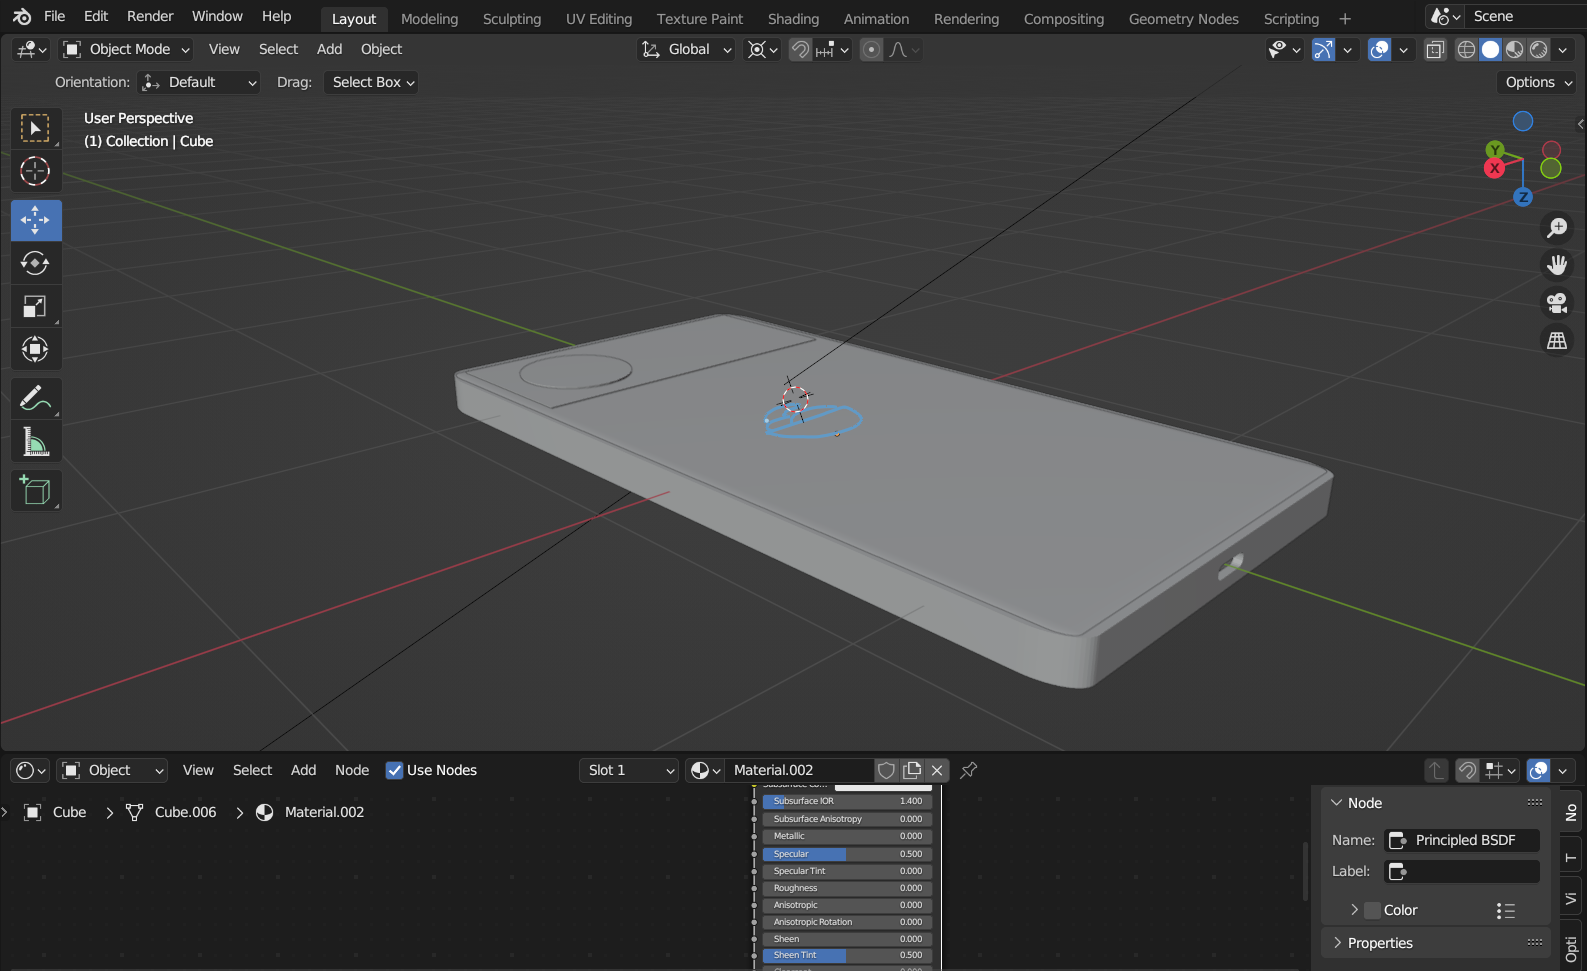 File Edit Render Window Help Layout Modeling Sculpting UV Editing Texture Paint Shading Animation Rendering Compositing Geometry Nodes Scripting + Scene
Object Mode View Select Add Object Global
Orientation: Default Drag: Select Box Options
User Perspective
(1) Collection | Cube
Y
X
Z
Object View Select Add Node Use Nodes Slot 1 Material.002
Cube > Cube.006 > Material.002
Subsurface Co...
Subsurface IOR 1.400
Subsurface Anisotropy 0.000
Metallic 0.000
Specular 0.500
Specular Tint 0.000
Roughness 0.000
Anisotropic 0.000
Anisotropic Rotation 0.000
Sheen 0.000
Sheen Tint 0.500
Node
Name: Principled BSDF
Label:
Color
Properties
No
T
Vi
Opti